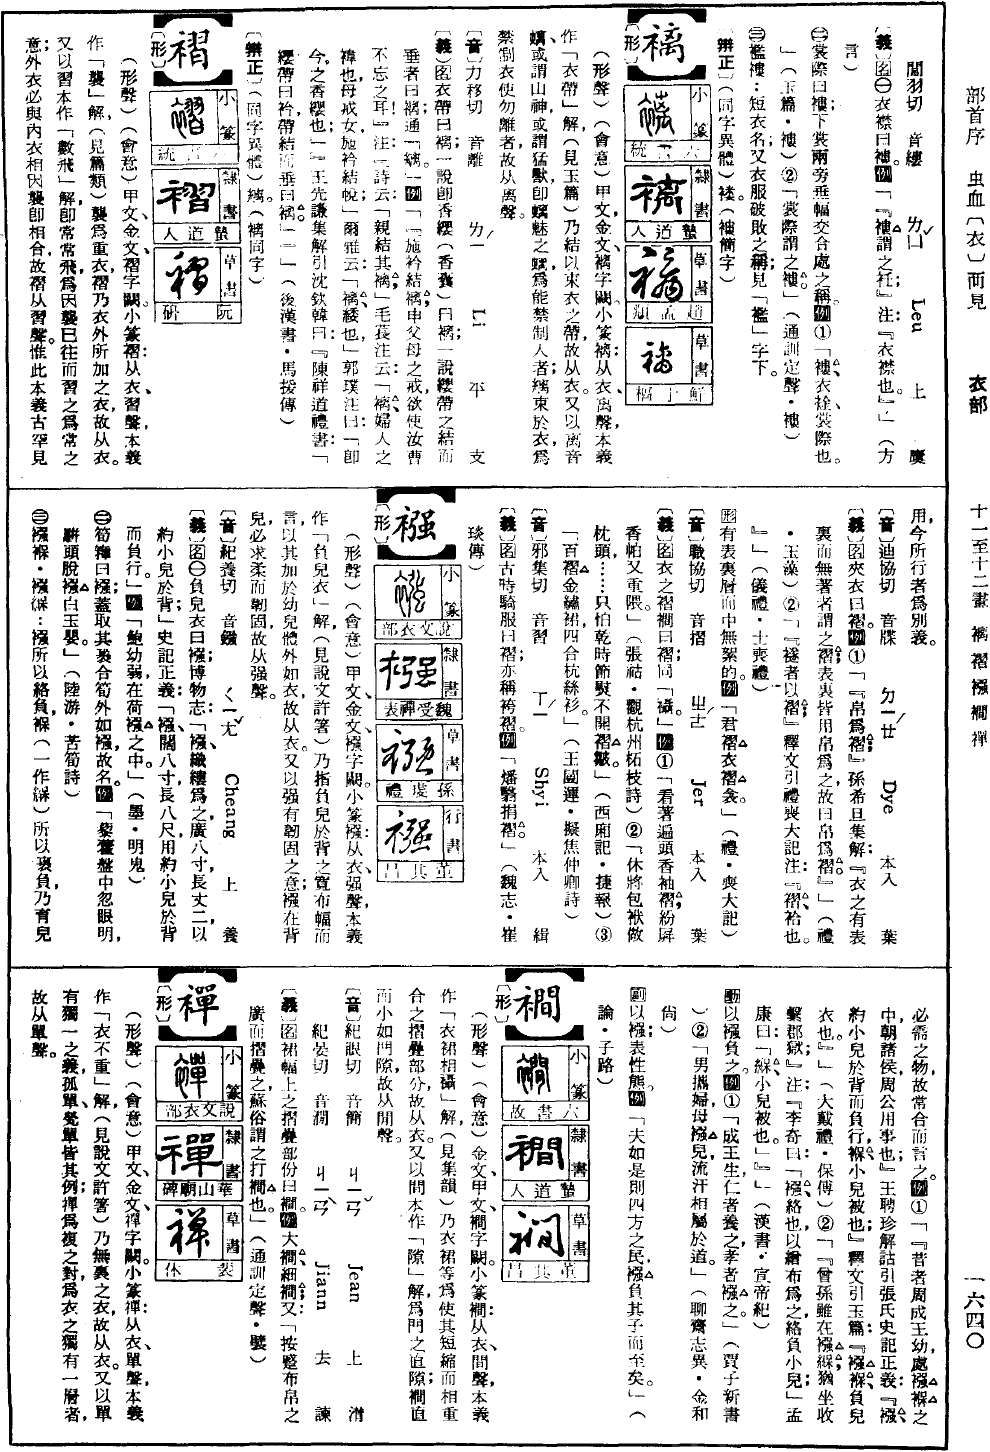 部首序　虫血〔衣〕而見　衣部　十一至十二畫　褵褶襁襉襌　一六四〇
閭羽切　音縷　ㄌㄩˇ　Leu　上　麌
〔義〕名㊀衣襟曰褸。例「『褸謂之袵』注：『衣襟也。』」（方
言）
㊁裳際曰褸；下裳兩旁垂幅交合處之稱。例①「褸、衣袵裳際也。
」（玉篇・褸）②「裳際謂之褸。」（通訓定聲・褸）
㊂襤褸：短衣名；又衣服破敗之稱；見「襤」字下。
〔辨正〕（同字異體）褛。（褸簡字）
褵
〔形〕
小篆　六書統
隸書　蟄道人
草書　趙孟頫
草書　鮮于樞
（形聲）（會意）甲文、金文褵字闕。小篆褵：从衣、离聲，本義
作「衣帶」解，（見玉篇）乃結以束衣之帶，故从衣。又以离音
螭，或謂山神，或謂猛獸，即螭魅之螭，爲能禁制人者；褵束於衣，爲
禁制衣使勿離者，故从离聲。
〔音〕力移切　音離　ㄌㄧˊ　Li　平　支
〔義〕名衣帶曰褵；一說即香纓（香囊）曰褵；一說纓帶之結而
垂者曰褵；通「縭」。例「『施衿結褵，申父母之戒，欲使汝曹
不忘之耳！』注：『詩云：「親結其褵」毛萇注云：「褵、婦人之
褘也，母戒女施衿結帨」爾雅云：「褵、緌也」郭璞注曰：「即
今之香纓也」』王先謙集解引沈欽韓曰：『陳祥道禮書：「
纓帶曰衿，帶結而垂曰褵。」』」（後漢書・馬援傳）
〔辨正〕（同字異體）縭。（褵同字）
褶
〔形〕
小篆　六書統
隸書　蟄道人
草書　阮研
（形聲）（會意）甲文、金文、褶字闕。小篆褶：从衣、習聲，本義
作「襲」解，（見篇類）襲爲重衣，褶乃衣外所加之衣，故从衣。
又以習本作「數飛」解，即常常飛，爲因襲已往而習之爲常之
意；外衣必與內衣相因襲即相合，故褶从習聲。惟此本義古罕見
用，今所行者爲別義。
〔音〕迪協切　音牒　ㄉㄧㄝˊ　Dye　本入　葉
〔義〕名夾衣曰褶。例①「『帛爲褶』孫希旦集解：『衣之有表
裏而無著者謂之褶，表裏皆用帛爲之，故曰帛爲褶。』」（禮
・玉藻）②「『襚者以褶』釋文引禮喪大記注：『褶、袷也。
』」（儀禮・士喪禮）
形有表裏層而中無絮的。例「君褶衣褶衾。」（禮・喪大記）
〔音〕職協切　音摺　ㄓㄜˊ　Jer　本入　葉
〔義〕名衣之褶襉曰褶；同「襵」。例①「看著遍頭香袖褶，紛屏
香帕又重隈。」（張祜・觀杭州柘枝詩）②「休將包袱做
枕頭，……只怕乾時節熨不開褶皺。」（西廂記・捷報）③
「百褶金繡裙，四合杭絲衫。」（王闓運・擬焦仲卿詩）
〔音〕邪集切　音習　ㄒㄧˊ　Shyi　本入　緝
〔義〕名古時騎服曰褶；亦稱袴褶。例「燔翳捐褶。」（魏志・崔
琰傳）
襁
〔形〕
小篆　說文衣部
隸書　魏受禪表
草書　孫虔禮
行書　董其昌
（形聲）（會意）甲文、金文襁字闕。小篆襁：从衣、强聲，本義
作「負兒衣」解，（見說文許箸）乃指負兒於背之寬布幅而
言，以其加於幼兒體外如衣，故从衣。又以强有韌固之意，襁在背
兒必求柔而韌固，故从强聲。
〔音〕紀養切　音繈　ㄑㄧㄤˇ　Cheang　上　養
〔義〕名㊀負兒衣曰襁；博物志：「襁、織縷爲之，廣八寸，長丈二，以
約小兒於背」史記正義：「襁、闊八寸，長八尺，用約小兒於背
而負行」。例「鮑幼弱在荷襁之中。」（墨・明鬼）
㊁筍籜曰襁，蓋取其裹合筍外如襁，故名。例「藜藿盤中忽眼明，
駢頭脫襁白玉嬰。」（陸游・苦筍詩）
㊂襁褓・襁緥：襁所以絡負，褓（一作緥）所以裹負，乃育兒
必需之物，故常合而言之。例①「『昔者周成王幼，處襁褓之
中，朝諸侯，周公用事也』王聘珍解詁引張氏史記正義：『襁
約小兒於背而負行，褓、小兒被也』釋文引玉篇：『襁褓、負兒
衣也。』」（大戴禮・保傅）②「『曾孫雖在襁緥，猶坐收
繫郡獄』注：『李奇曰：「襁、絡也，以繒布爲之，絡負小兒」孟
康曰：「緥、小兒被也。」』」（漢書・宣帝紀）
動以襁負之。例①「成王生，仁者養之，孝者襁之。」（賈子新書
）②「男攜婦，母襁兒，流汗相屬於道。」（聊齋志異・金和
尚）
副以襁；表性態。例「夫如是，則四方之民，襁負其子而至矣。」（
論・子路）
襉
〔形〕
小篆　六書故
隸書　蟄道人
草書　董其昌
（形聲）（會意）金文、甲文、襉字闕。小篆襉：从衣、間聲，本義
作「衣裙相襵」解，（見集韻）乃衣裙等爲使其短縮而相重
合之摺疊部分，故从衣。又以間本作「隙」解，爲門之直隙；襉直
而小如門隙，故从間聲。
〔音〕紀眼切　音簡　ㄐㄧㄢˇ　Jean　上　潸
紀晏切　音澗　ㄐㄧㄢˋ　Jiann　去　諫
〔義〕名裙幅上之摺疊部份曰襉。例大襉、細襉；又「按蹙布帛之
廣而摺疊之，蘇俗謂之打襉也。」（通訓定聲・襞）
襌
〔形〕
小篆　說文衣部
隸書　華山廟碑
草書　裴休
（形聲）（會意）甲文、金文、襌字闕。小篆襌：从衣、單聲，本義
作「衣不重」解，（見說文許箸）乃無裏之衣，故从衣。又以單
有獨一之義，孤單、煢單皆其例；襌爲複之對，爲衣之獨有一層者，
故从單聲。